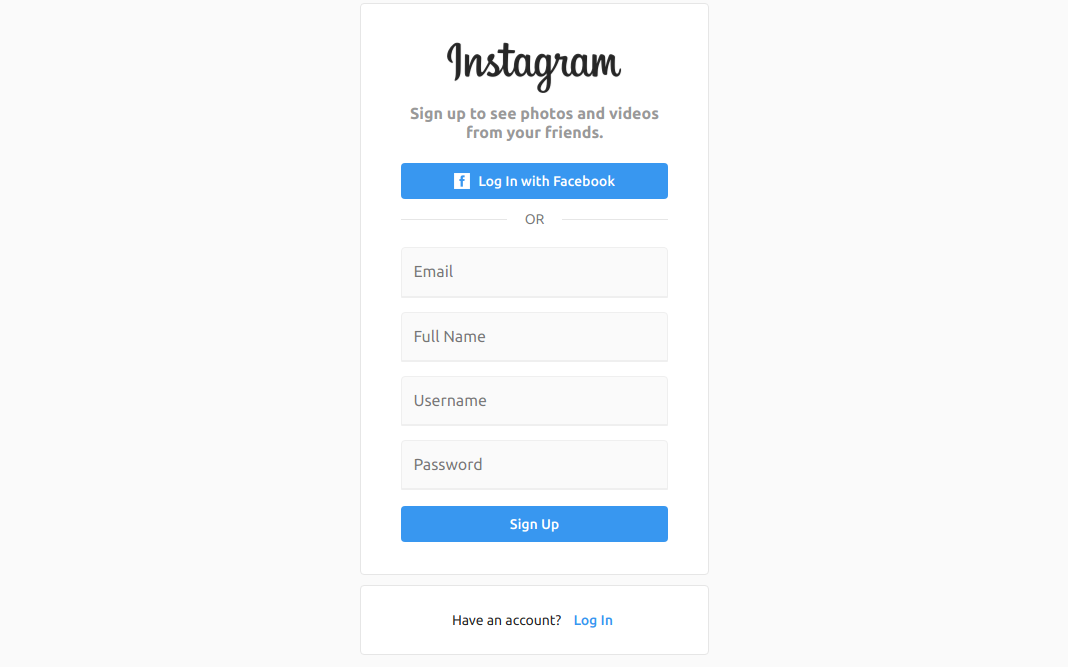 Instagram
Sign up to see photos and videos
from your friends.
Log In with Facebook
OR
Email
Full Name
Username
Password
Sign Up
Have an account? Log In